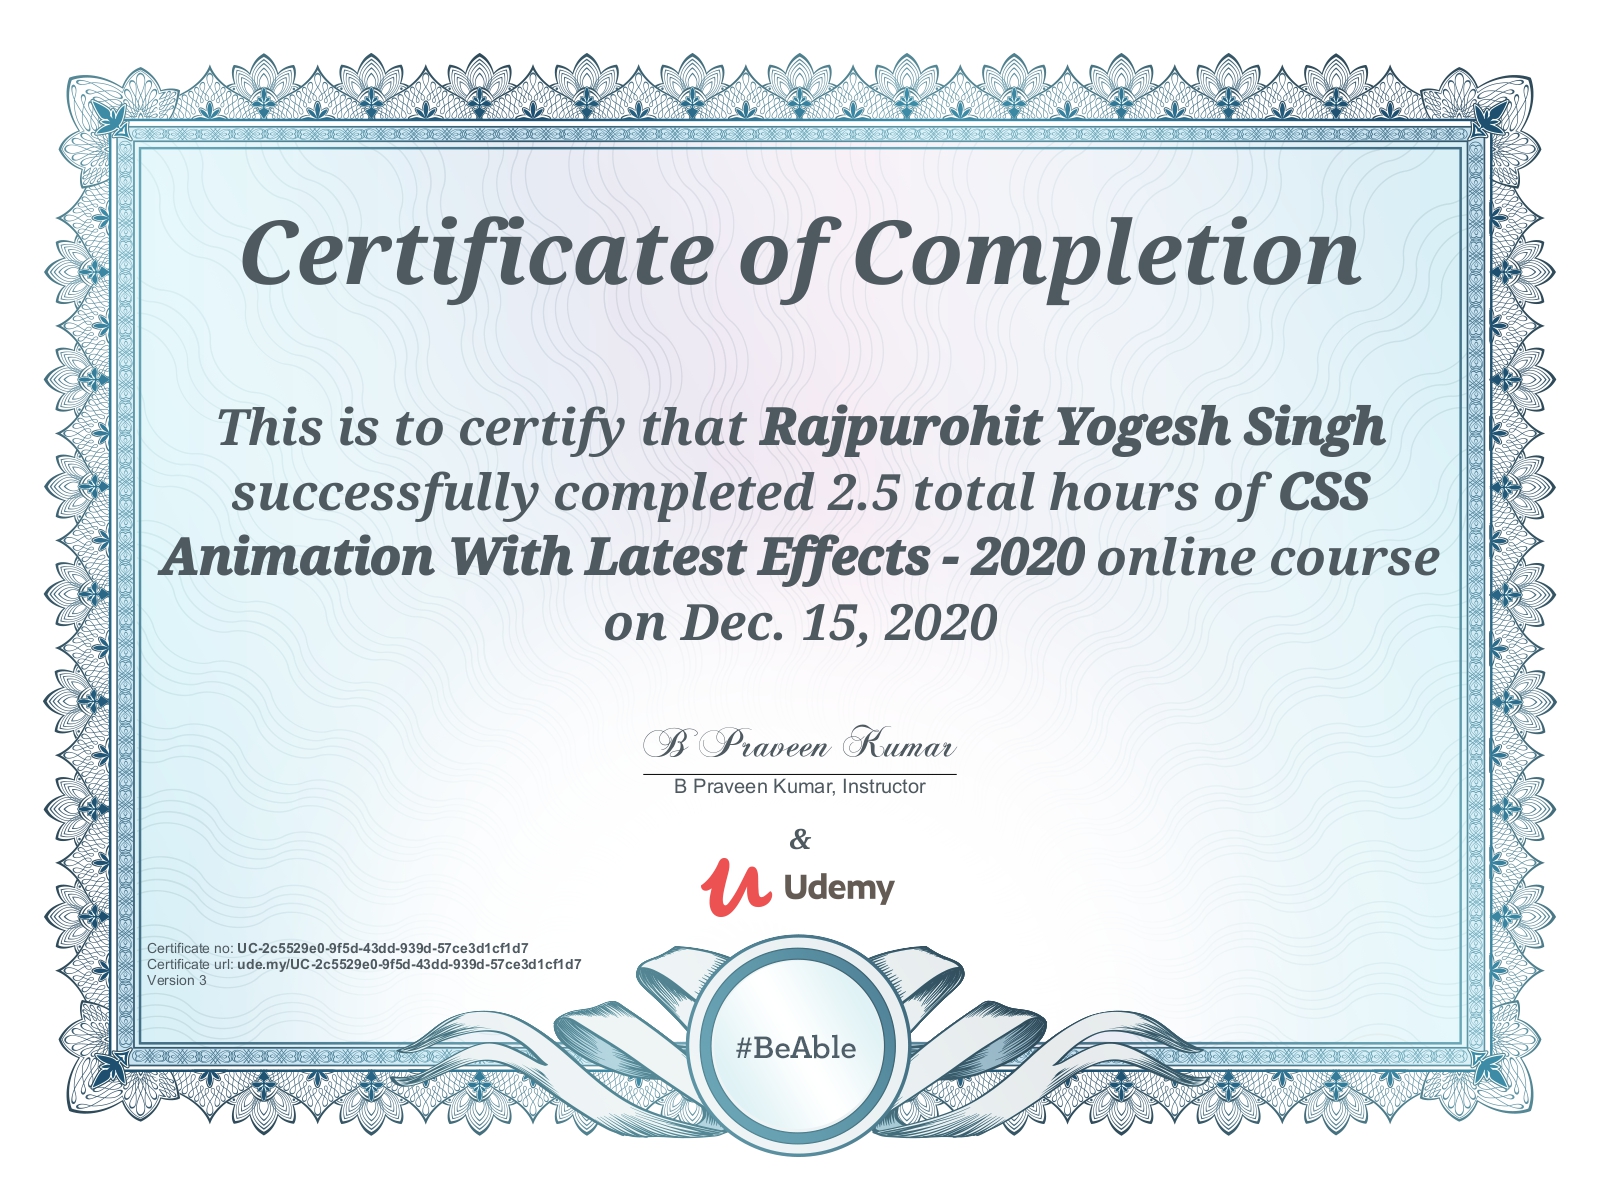 Certificate of Completion
This is to certify that Rajpurohit Yogesh Singh
successfully completed 2.5 total hours of CSS
Animation With Latest Effects - 2020 online course
on Dec. 15, 2020
B Praveen Kumar
B Praveen Kumar, Instructor
&
Udemy
Certificate no: UC-2c5529e0-9f5d-43dd-939d-57ce3d1cf1d7
Certificate url: ude.my/UC-2c5529e0-9f5d-43dd-939d-57ce3d1cf1d7
Version 3
#BeAble